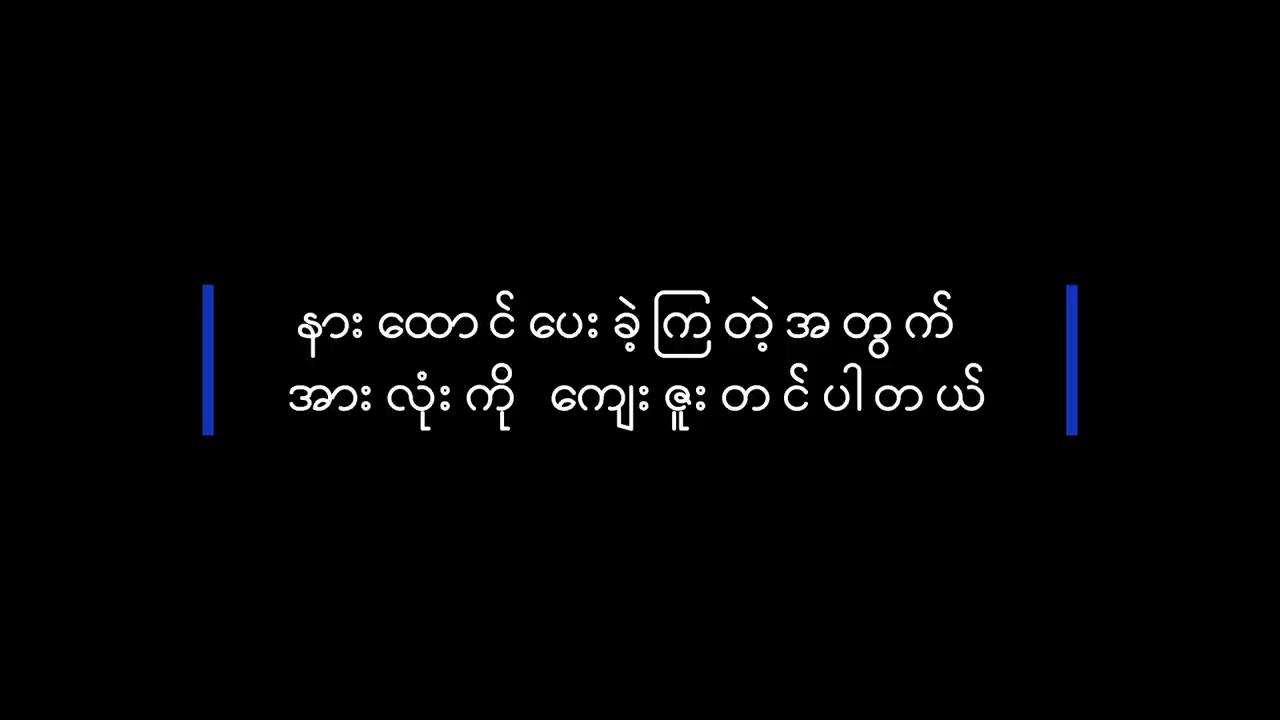 နားထောင်ပေးခဲ့ကြတဲ့အတွက်
အားလုံးကို ကျေးဇူးတင်ပါတယ်